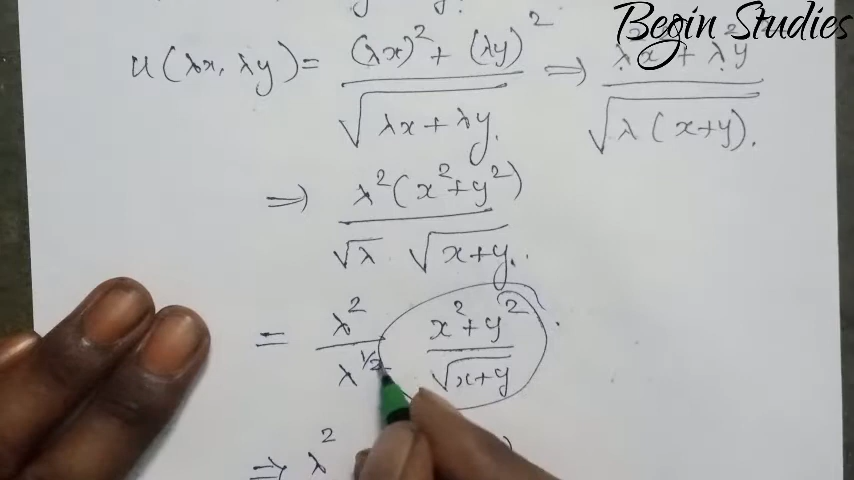 Begin Studies
u(λx, λy) = (λx)² + (λy)² / √(λx + λy) ⟹ λ²x² + λ²y² / √(λ(x+y)).
⟹ λ²(x²+y²) / √λ √(x+y).
= λ² / λ^1/2 x²+y² / √(x+y).
⟹ λ²